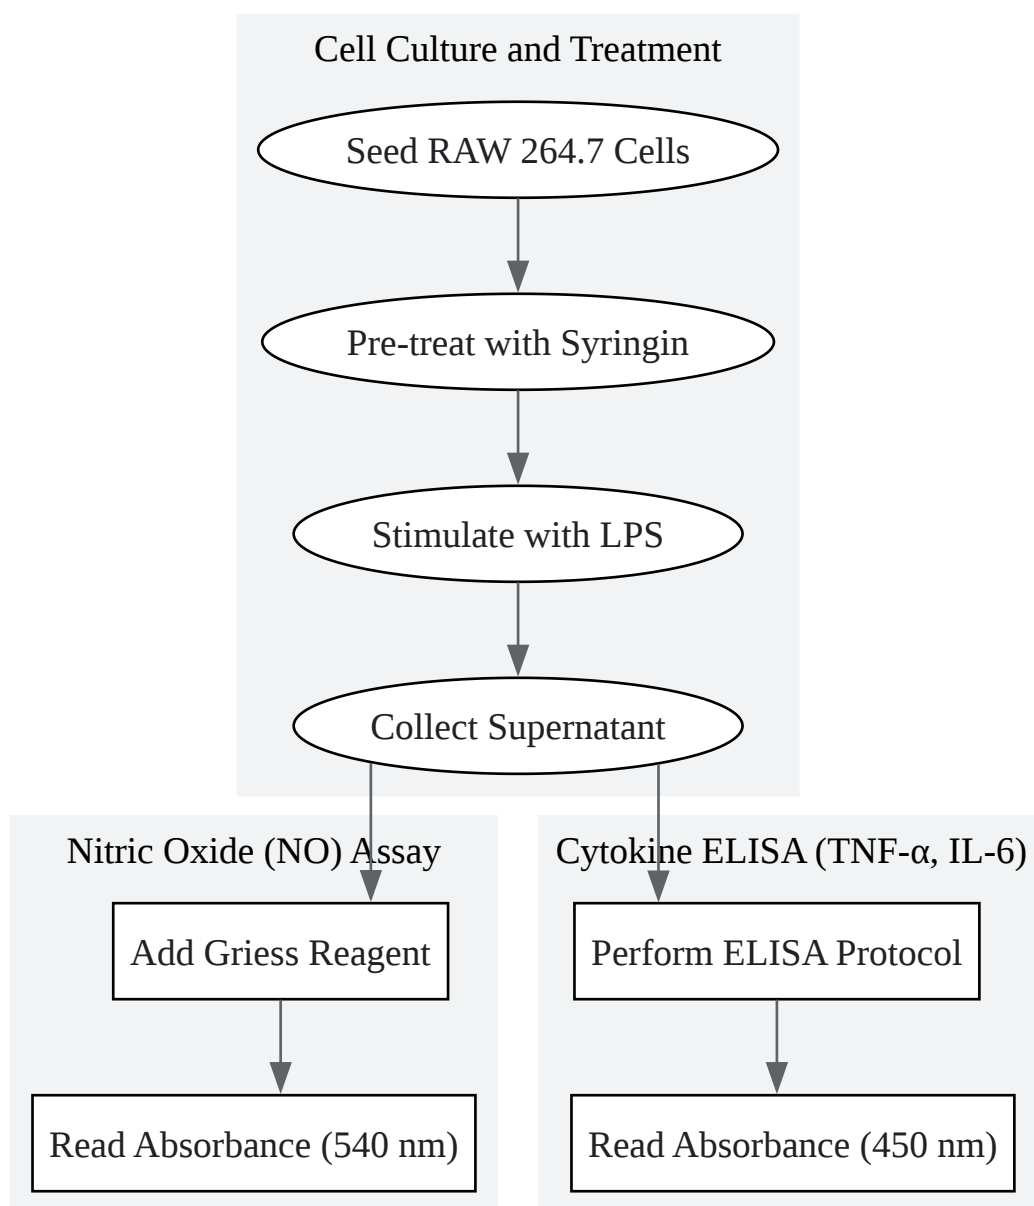 Cell Culture and Treatment
Seed RAW 264.7 Cells
Pre-treat with Syringin
Stimulate with LPS
Collect Supernatant
Nitric Oxide (NO) Assay
Add Griess Reagent
Read Absorbance (540 nm)
Cytokine ELISA (TNF-α, IL-6)
Perform ELISA Protocol
Read Absorbance (450 nm)